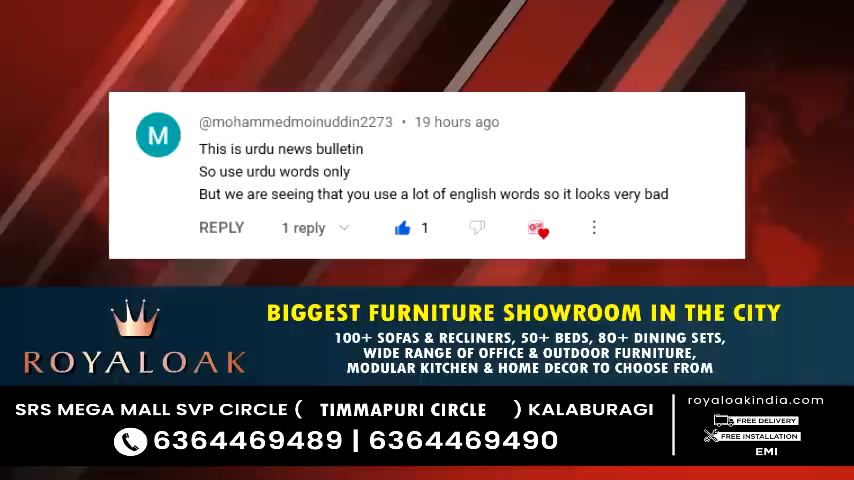 M
@mohammedmoinuddin2273 • 19 hours ago
This is urdu news bulletin
So use urdu words only
But we are seeing that you use a lot of english words so it looks very bad
REPLY 1 reply 1
ROYALOAK
BIGGEST FURNITURE SHOWROOM IN THE CITY
100+ SOFAS & RECLINERS, 50+ BEDS, 80+ DINING SETS,
WIDE RANGE OF OFFICE & OUTDOOR FURNITURE,
MODULAR KITCHEN & HOME DECOR TO CHOOSE FROM
SRS MEGA MALL SVP CIRCLE ( TIMMAPURI CIRCLE ) KALABURAGI
6364469489 | 6364469490
royaloakindia.com
FREE DELIVERY
FREE INSTALLATION
EMI